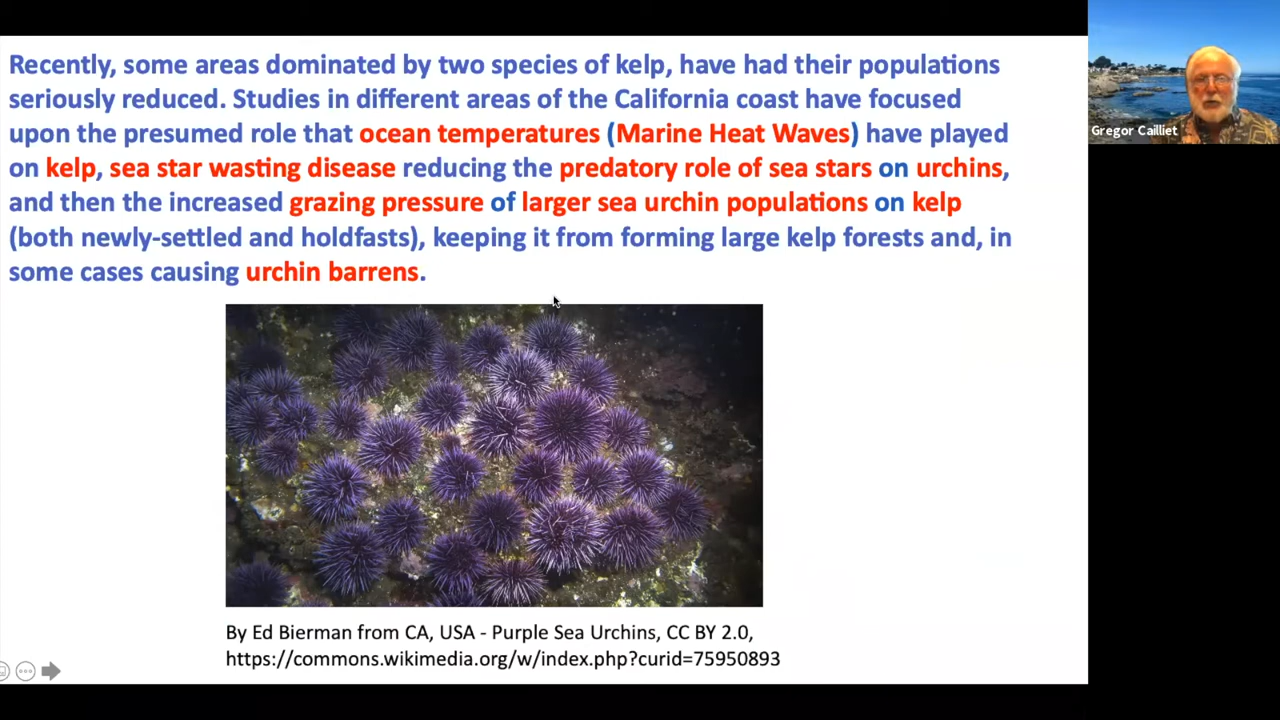 Recently, some areas dominated by two species of kelp, have had their populations
seriously reduced. Studies in different areas of the California coast have focused
upon the presumed role that ocean temperatures (Marine Heat Waves) have played
on kelp, sea star wasting disease reducing the predatory role of sea stars on urchins,
and then the increased grazing pressure of larger sea urchin populations on kelp
(both newly-settled and holdfasts), keeping it from forming large kelp forests and, in
some cases causing urchin barrens.
By Ed Bierman from CA, USA - Purple Sea Urchins, CC BY 2.0,
https://commons.wikimedia.org/w/index.php?curid=75950893
Gregor Cailliet